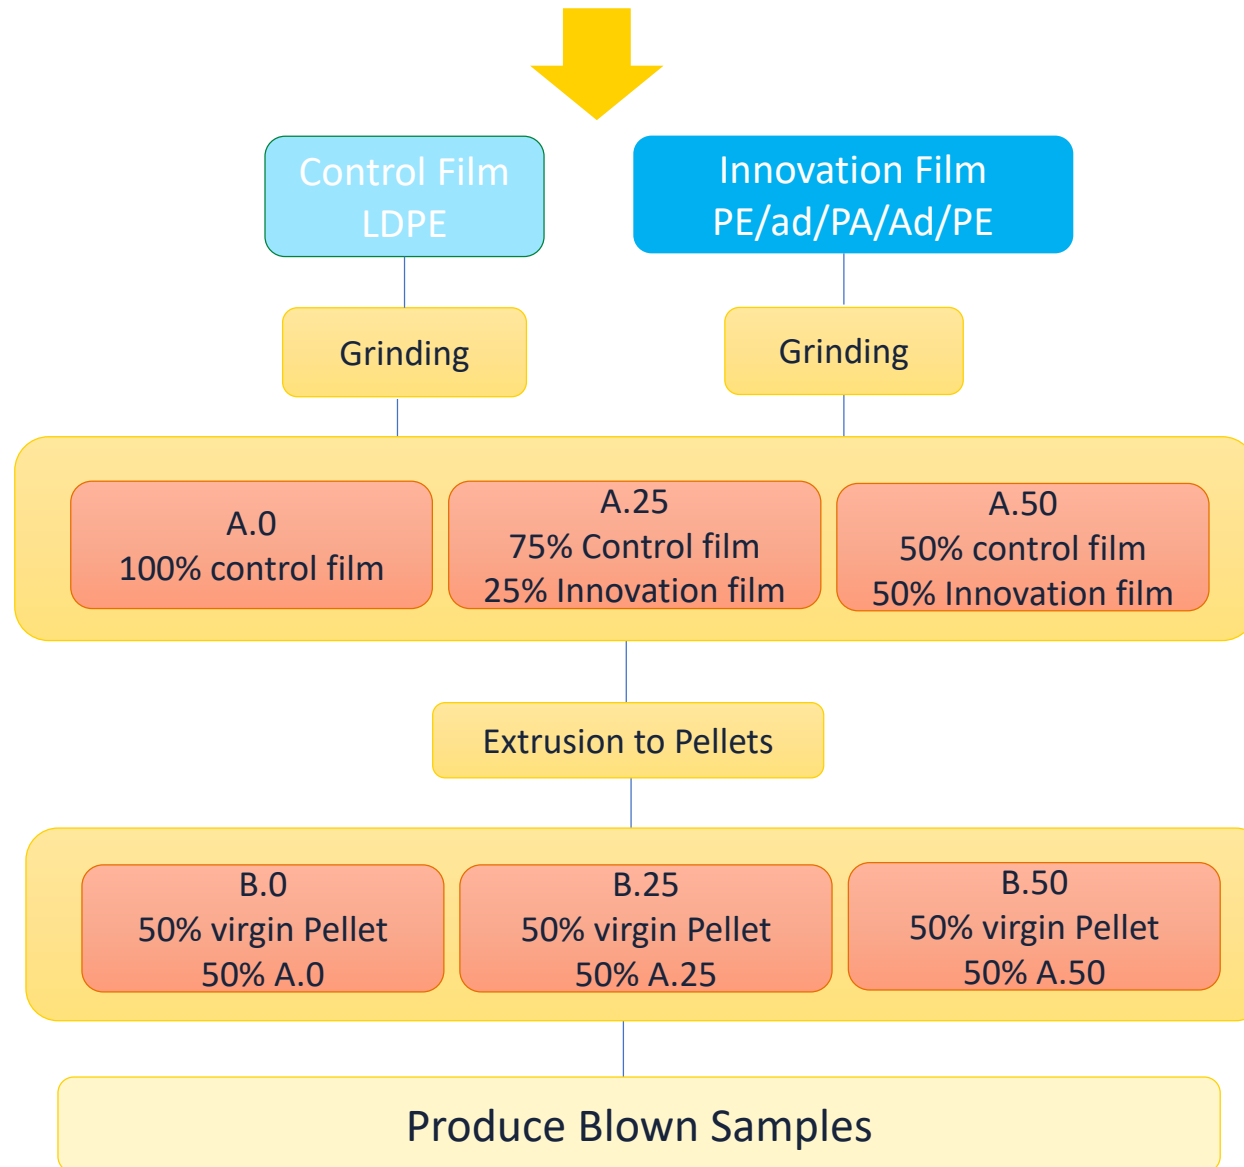 Control Film
LDPE
Innovation Film
PE/ad/PA/Ad/PE
Grinding
Grinding
A.0
100% control film
A.25
75% Control film
25% Innovation film
A.50
50% control film
50% Innovation film
Extrusion to Pellets
B.0
50% virgin Pellet
50% A.0
B.25
50% virgin Pellet
50% A.25
B.50
50% virgin Pellet
50% A.50
Produce Blown Samples